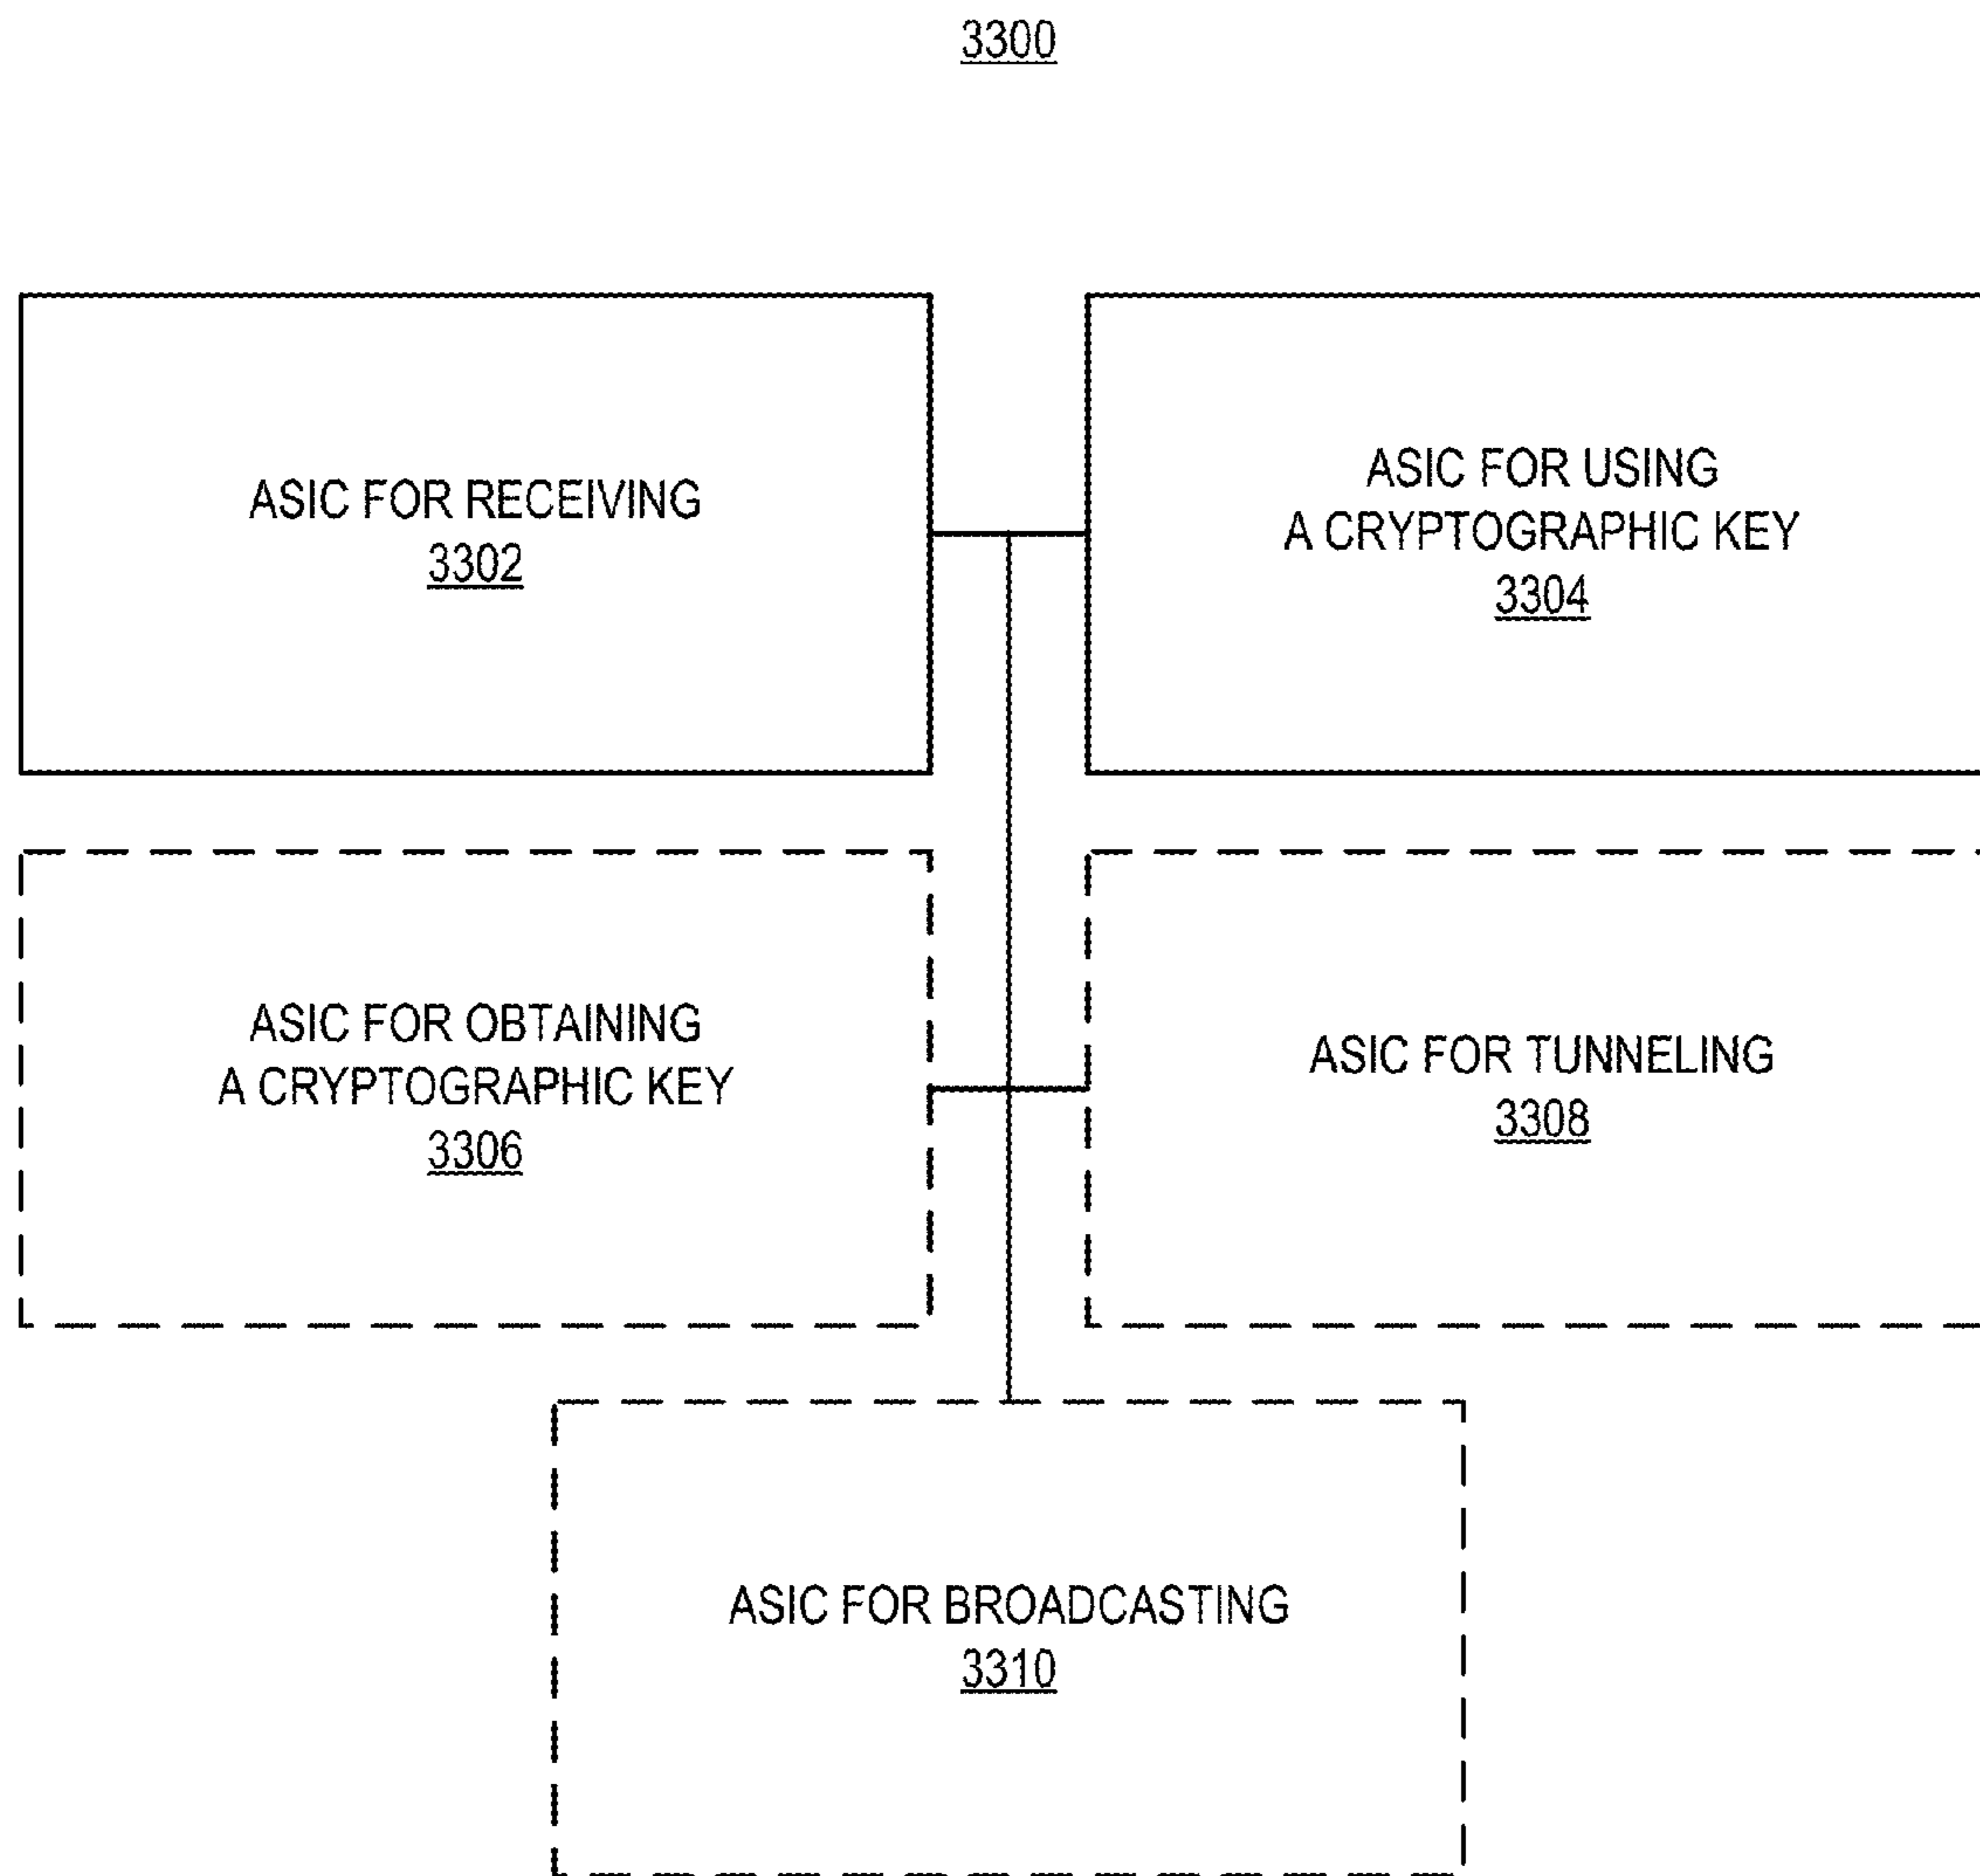 3300
ASIC FOR RECEIVING
3302
ASIC FOR USING
A CRYPTOGRAPHIC KEY
3304
ASIC FOR OBTAINING
A CRYPTOGRAPHIC KEY
3306
ASIC FOR TUNNELING
3308
ASIC FOR BROADCASTING
3310